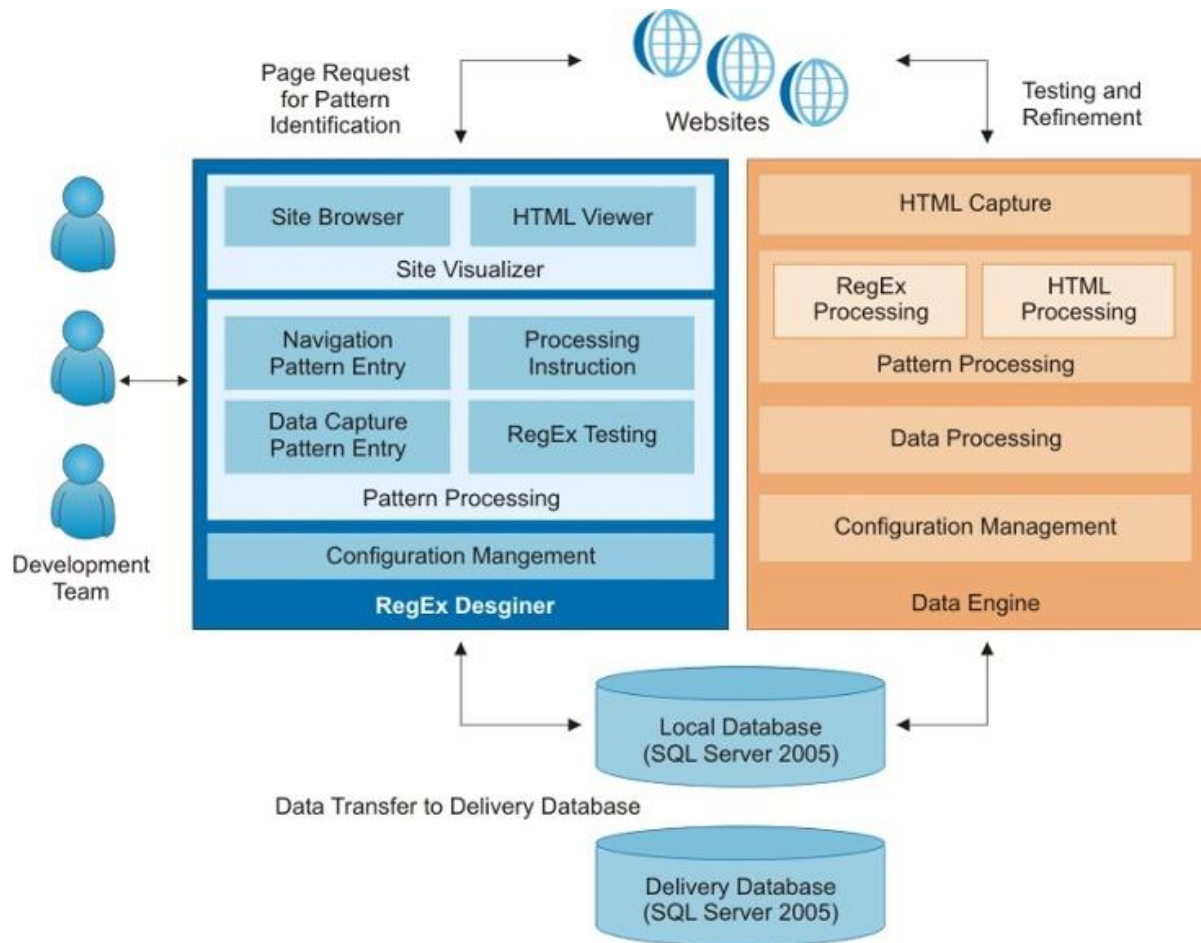 Page Request
for Pattern
Identification
Websites
Testing and
Refinement
Site Browser
HTML Viewer
Site Visualizer
Navigation
Pattern Entry
Processing
Instruction
Data Capture
Pattern Entry
RegEx Testing
Pattern Processing
Configuration Mangement
RegEx Desginer
HTML Capture
RegEx
Processing
HTML
Processing
Pattern Processing
Data Processing
Configuration Management
Data Engine
Development
Team
Local Database
(SQL Server 2005)
Data Transfer to Delivery Database
Delivery Database
(SQL Server 2005)